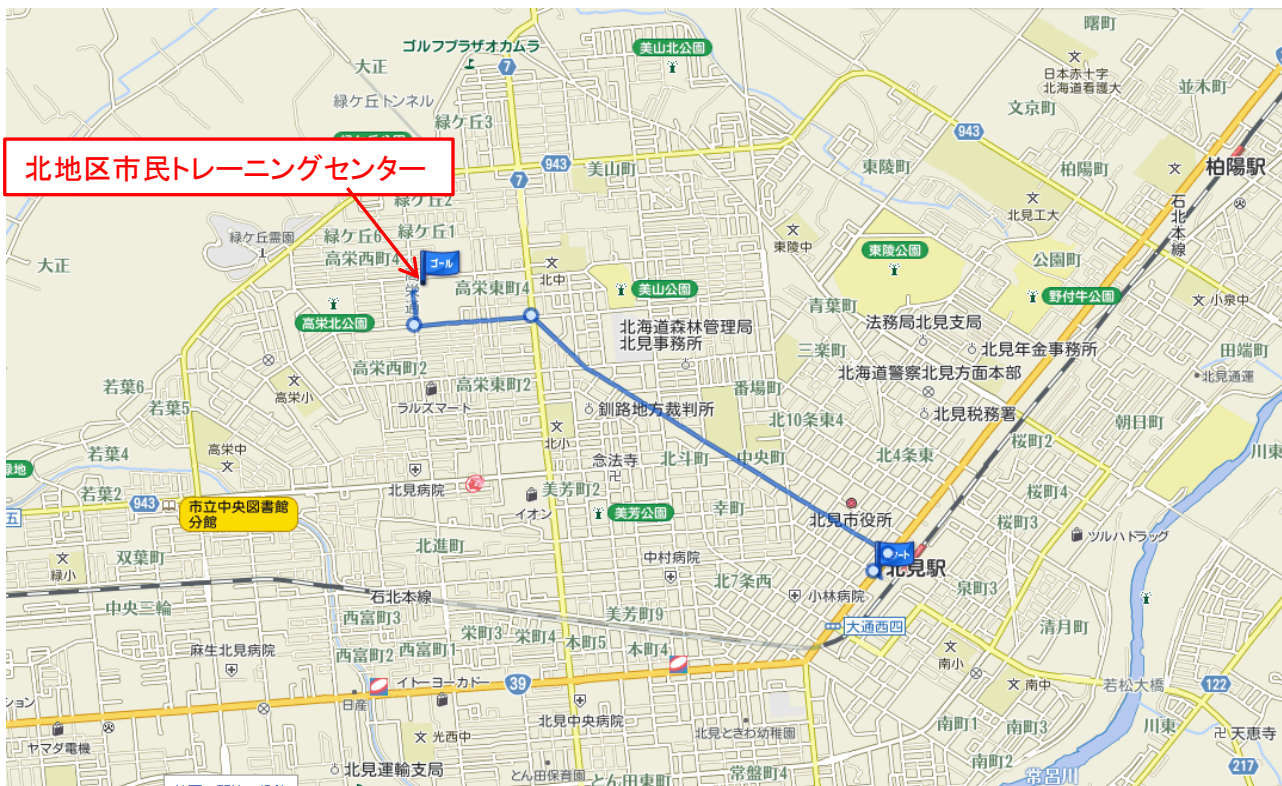 曙町
ゴルフプラザオカムラ
美山北公園
7
大正
日本赤十字
北海道看護大
並木町
緑ケ丘トンネル
文京町
緑ケ丘3
943
北地区市民トレーニングセンター
943
美山町
東陵町
柏陽町
柏陽駅
7
緑ケ丘2
石北本線
北見工大
緑ケ丘霊園
緑ケ丘6
緑ケ丘1
東陵中
東陵公園
大正
高栄西町4
ゴール
公園町
北中
高栄通
高栄東町4
美山公園
野付牛公園
小泉中
青葉町
高栄北公園
北海道森林管理局
北見事務所
法務局北見支局
三楽町
北見年金事務所
田端町
高栄西町2
北海道警察北見方面本部
北見通運
若葉6
高栄東町2
番場町
高栄小
ラルズマート
釧路地方裁判所
北見税務署
若葉5
北10条東4
朝日町
北小
桜町2
高栄中
若葉4
念法寺
北斗町
中央町
北4条東
川東
緑地
北見病院
美芳町2
桜町4
若葉2
943
市立中央図書館
分館
イオン
美芳公園
幸町
北見市役所
桜町3
五
ツルハドラッグ
双葉町
北進町
中村病院
緑小
北見駅
北7条西
泉町3
石北本線
小林病院
中央三輪
西富町3
美芳町9
大通西四
清月町
栄町3
栄町4
本町5
本町4
麻生北見病院
西富町2
西富町1
南小
イトーヨーカドー
39
南中
若松大橋
122
日産
北見中央病院
南町1
南町3
川東
天恵寺
光西中
北見ときわ幼稚園
ヤマダ電機
南町2
北見運輸支局
217
とん田保育園
とん田東町
常盤町4
常呂川